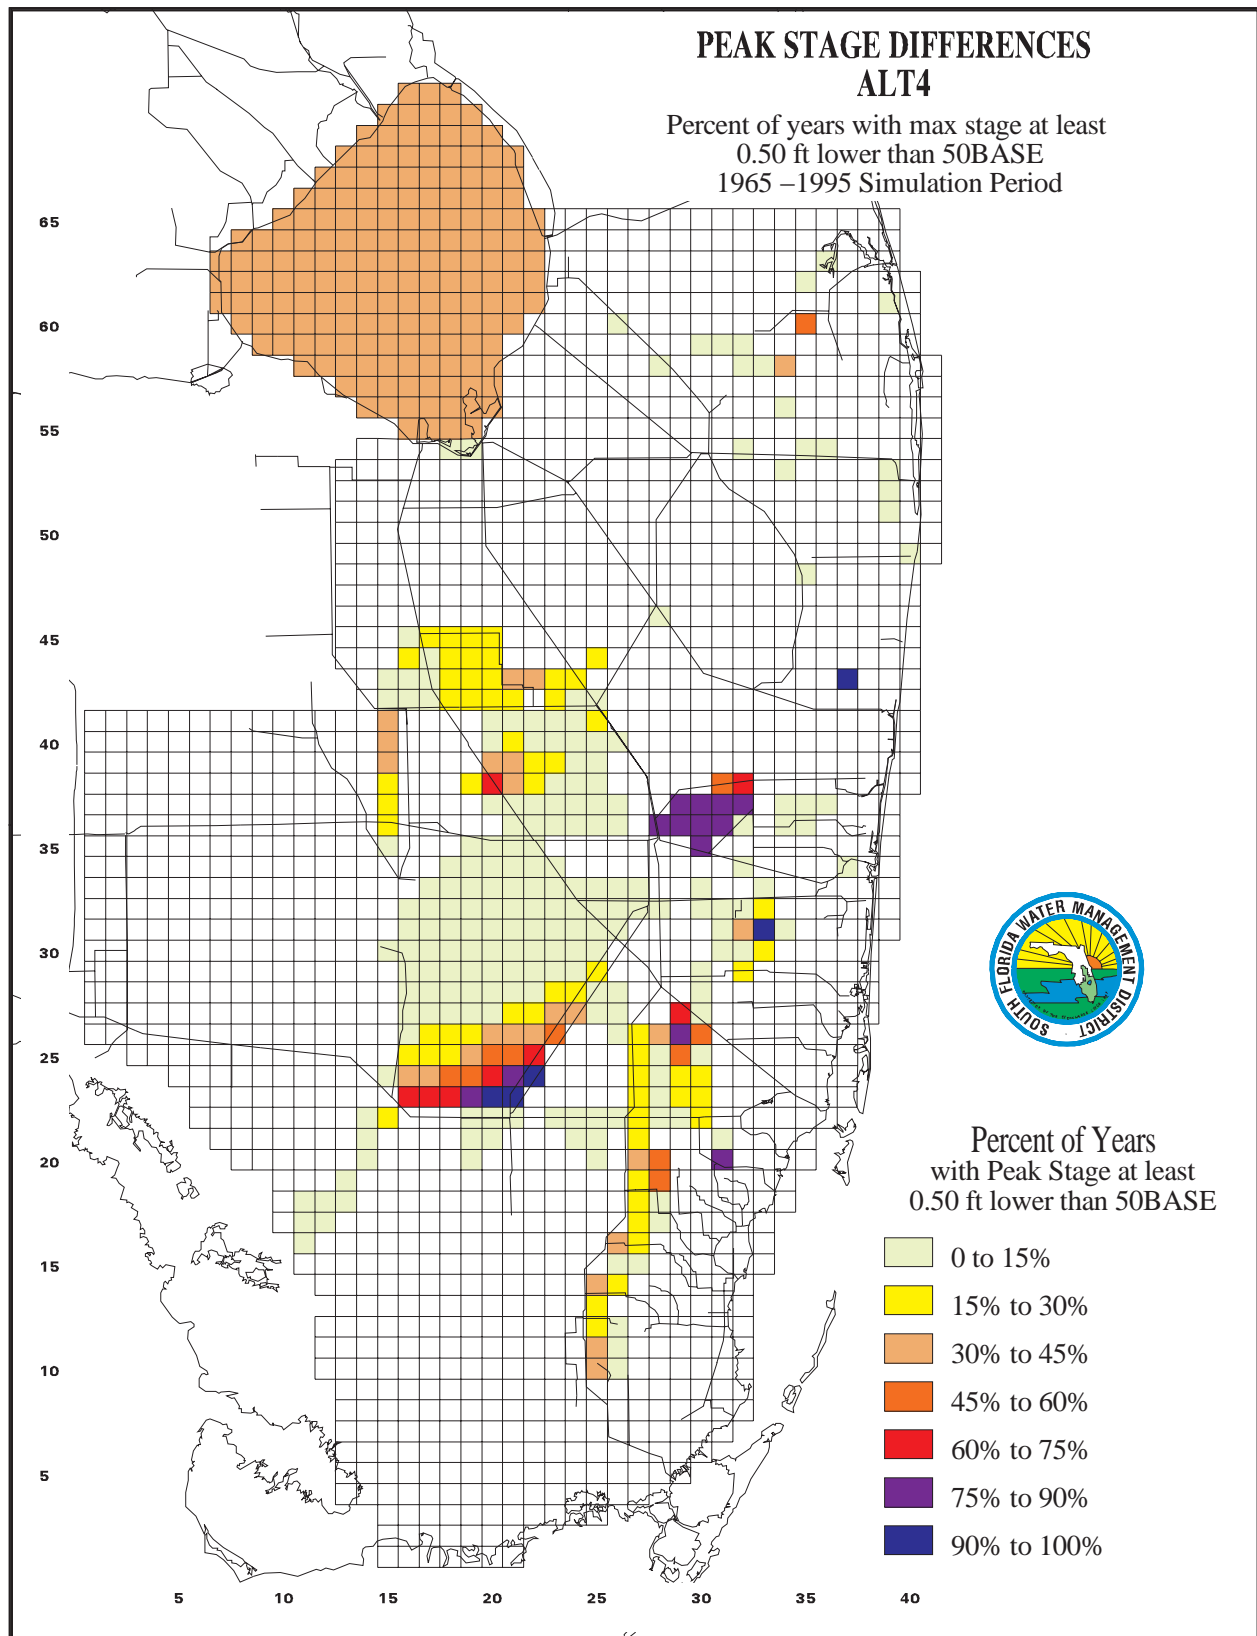 PEAK STAGE DIFFERENCES
ALT4
Percent of years with max stage at least
0.50 ft lower than 50BASE
1965 –1995 Simulation Period
65
60
55
50
45
40
35
30
25
20
15
10
5
SOUTH FLORIDA WATER MANAGEMENT DISTRICT
Percent of Years
with Peak Stage at least
0.50 ft lower than 50BASE
0 to 15%
15% to 30%
30% to 45%
45% to 60%
60% to 75%
75% to 90%
90% to 100%
5 10 15 20 25 30 35 40